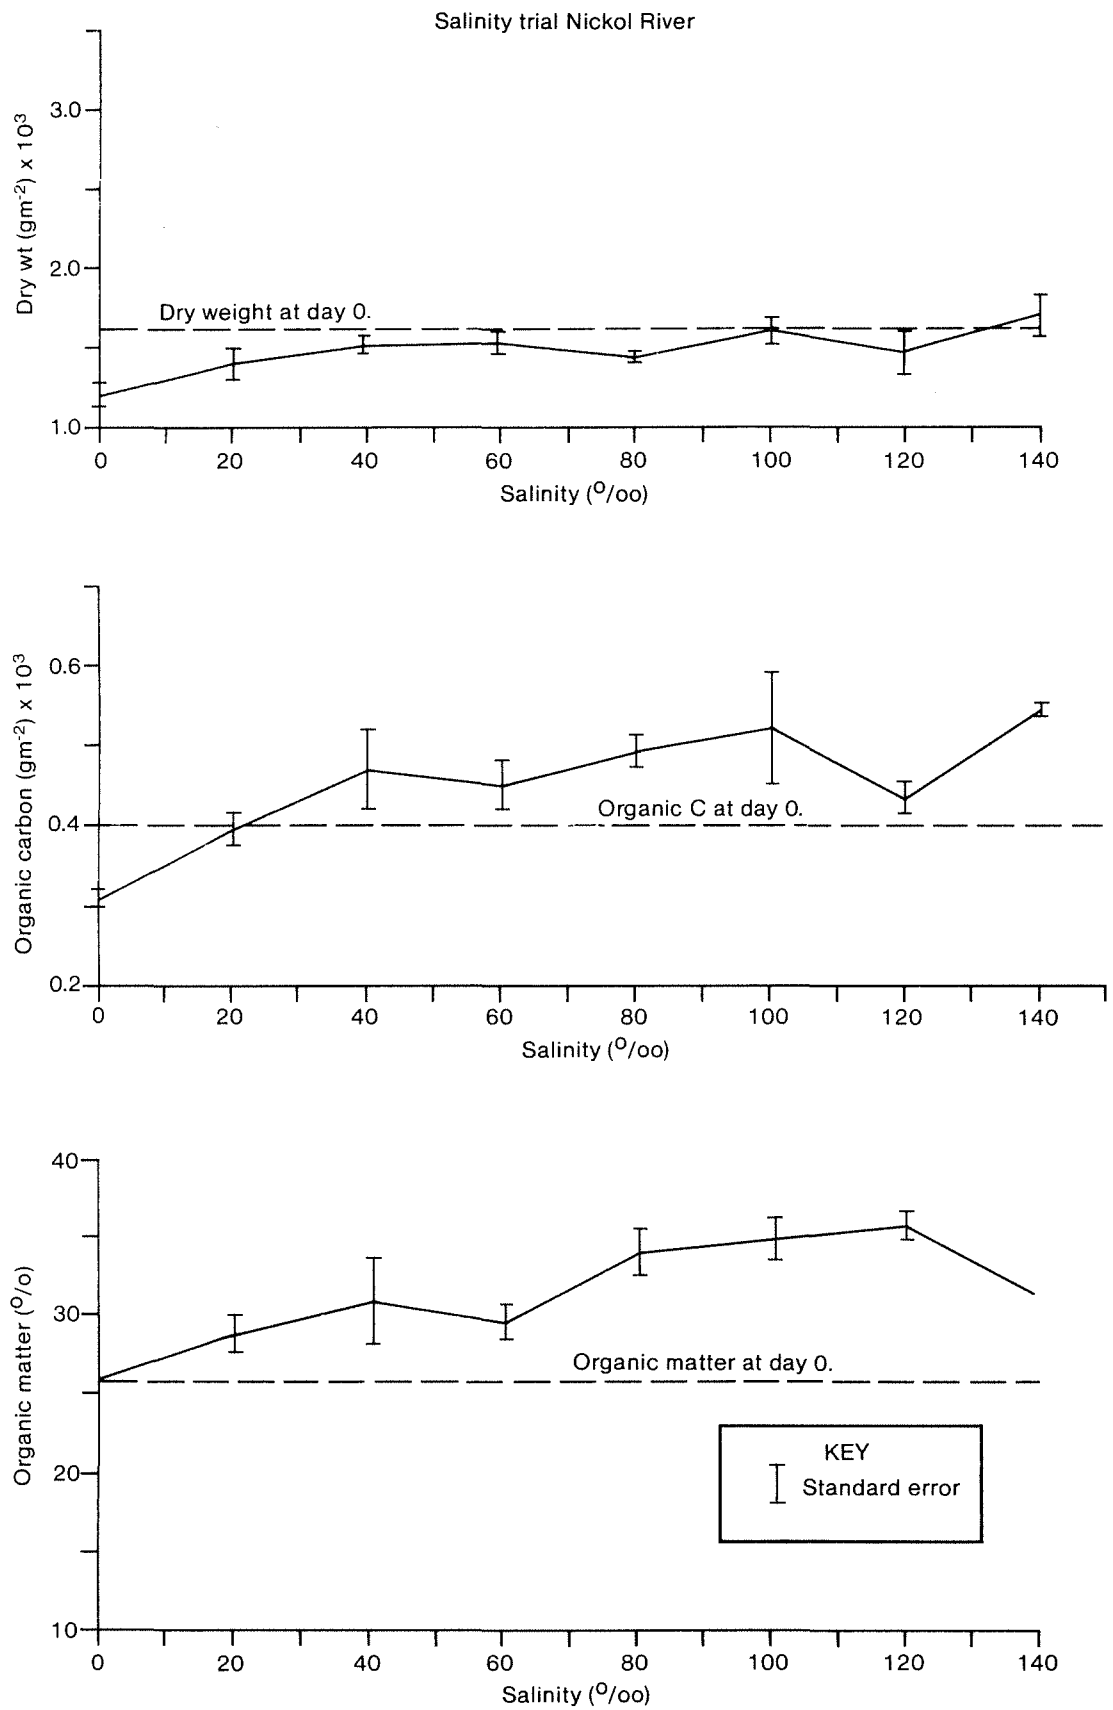 Salinity trial Nickol River
Dry wt (gm⁻²) x 10³
3.0
2.0
1.0
Dry weight at day 0.
0 20 40 60 80 100 120 140
Salinity (⁰/oo)
Organic carbon (gm⁻²) x 10³
0.6
0.4
0.2
Organic C at day 0.
0 20 40 60 80 100 120 140
Salinity (⁰/oo)
Organic matter (⁰/o)
40
30
20
10
Organic matter at day 0.
KEY
Standard error
0 20 40 60 80 100 120 140
Salinity (⁰/oo)